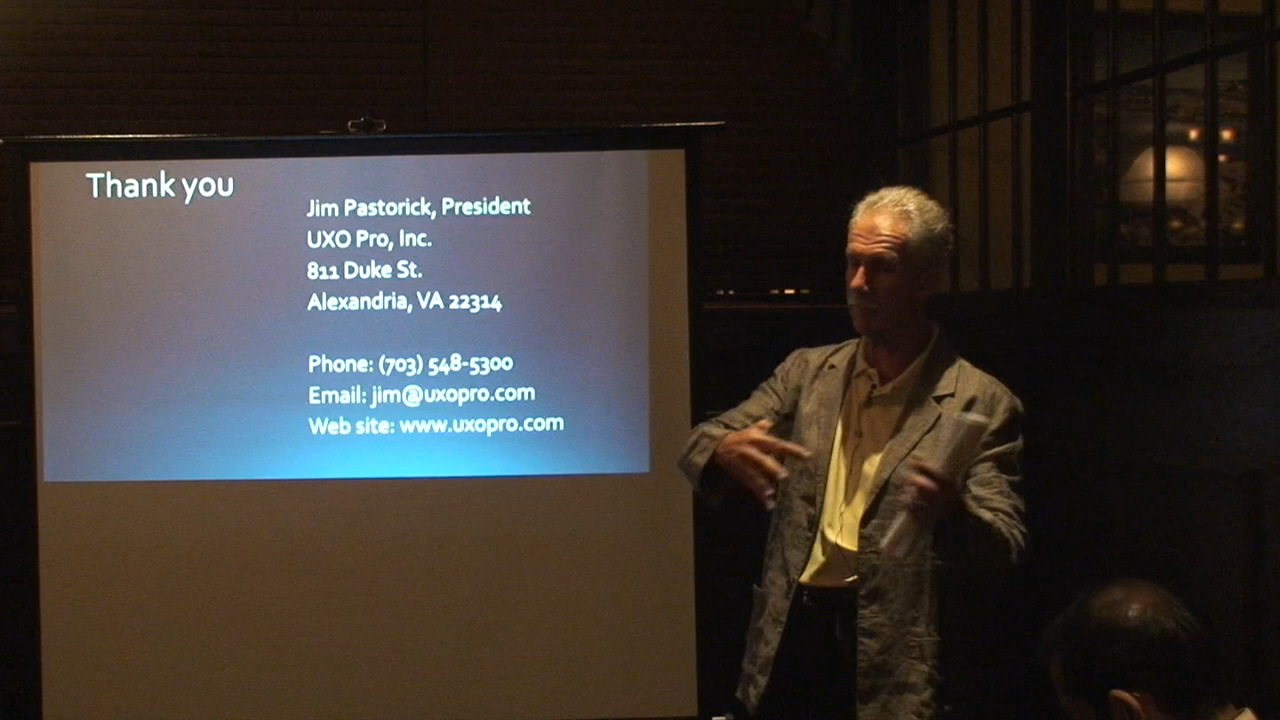 Thank you
Jim Pastorick, President
UXO Pro, Inc.
811 Duke St.
Alexandria, VA 22314
Phone: (703) 548-5300
Email: jim@uxopro.com
Web site: www.uxopro.com